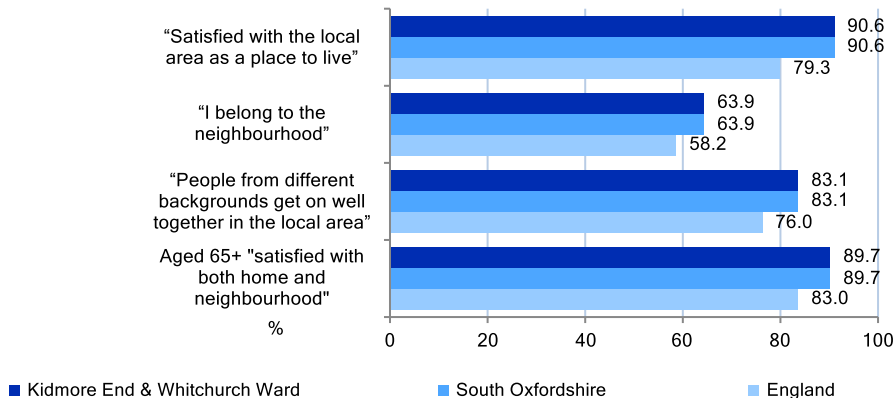 “Satisfied with the local
area as a place to live”
90.6
90.6
79.3
“I belong to the
neighbourhood”
63.9
63.9
58.2
“People from different
backgrounds get on well
together in the local area”
83.1
83.1
76.0
Aged 65+ "satisfied with
both home and
neighbourhood"
89.7
89.7
83.0
%
0 20 40 60 80 100
Kidmore End & Whitchurch Ward South Oxfordshire England